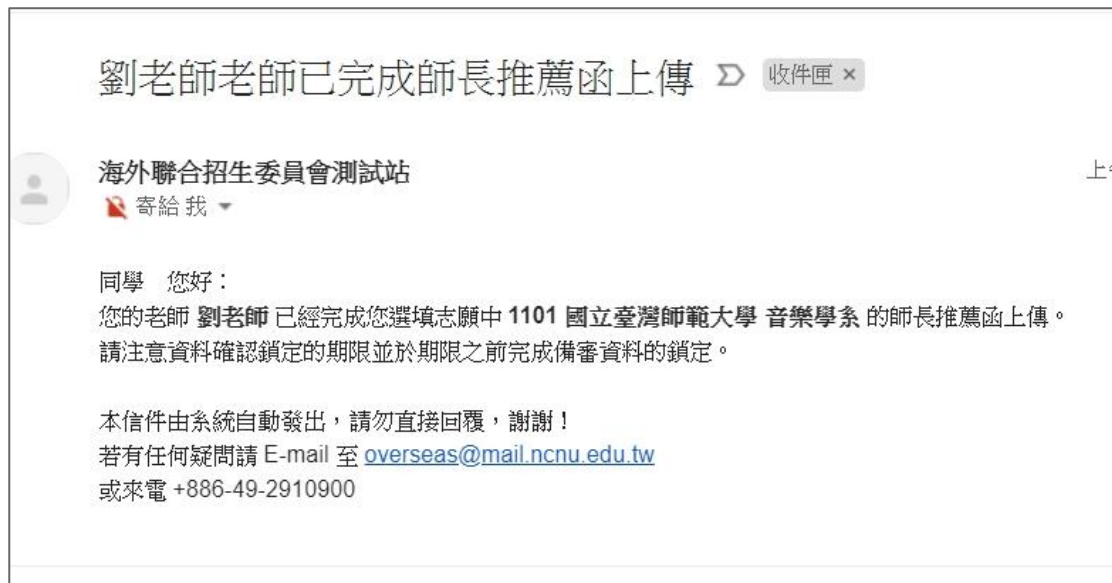 劉老師老師已完成師長推薦函上傳 收件匣 ×
海外聯合招生委員會測試站
寄給 我
同學 您好：
您的老師 劉老師 已經完成您選填志願中 1101 國立臺灣師範大學 音樂學系 的師長推薦函上傳。
請注意資料確認鎖定的期限並於期限之前完成備審資料的鎖定。
本信件由系統自動發出，請勿直接回覆，謝謝！
若有任何疑問請 E-mail 至 overseas@mail.ncnu.edu.tw
或來電 +886-49-2910900